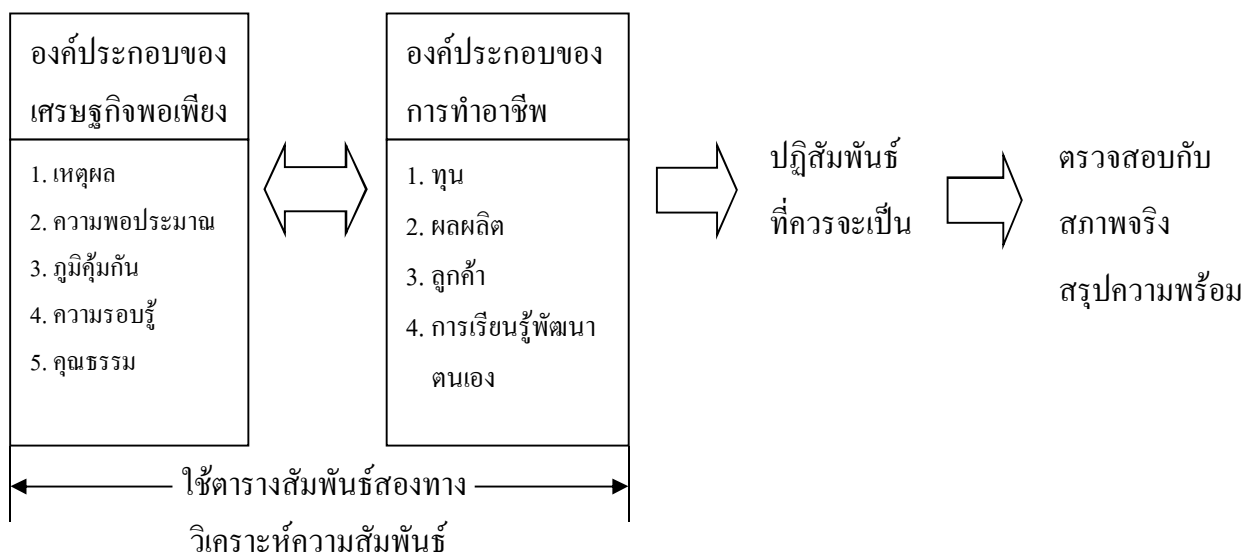 องค์ประกอบของ
เศรษฐกิจพอเพียง
1. เหตุผล
2. ความพอประมาณ
3. ภูมิคุ้มกัน
4. ความรอบรู้
5. คุณธรรม
องค์ประกอบของ
การทำอาชีพ
1. ทุน
2. ผลผลิต
3. ลูกค้า
4. การเรียนรู้พัฒนา
ตนเอง
ปฏิสัมพันธ์
ที่ควรจะเป็น
ตรวจสอบกับ
สภาพจริง
สรุปความพร้อม
ใช้ตารางสัมพันธ์สองทาง
วิเคราะห์ความสัมพันธ์